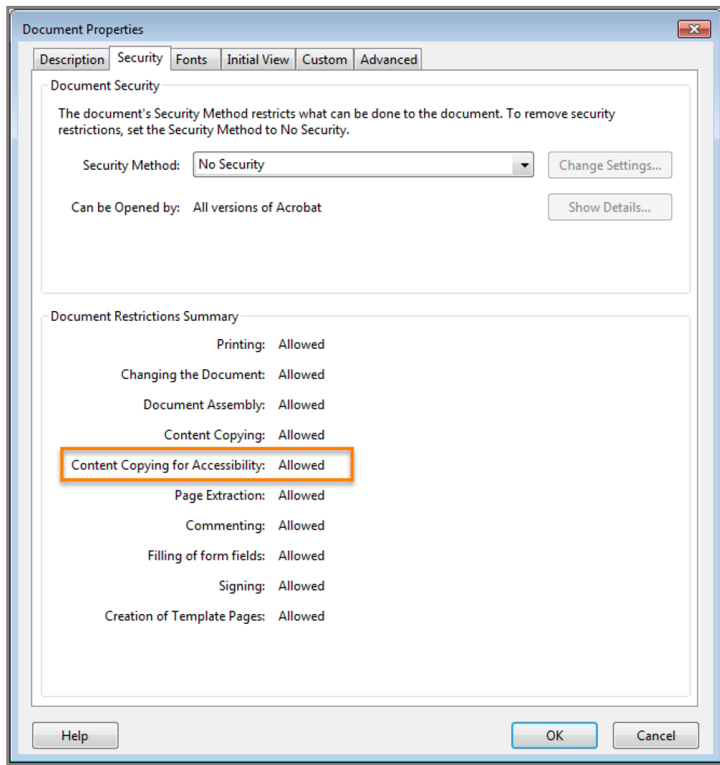 Document Properties
Description Security Fonts Initial View Custom Advanced
Document Security
The document's Security Method restricts what can be done to the document. To remove security
restrictions, set the Security Method to No Security.
Security Method: No Security Change Settings...
Can be Opened by: All versions of Acrobat Show Details...
Document Restrictions Summary
Printing: Allowed
Changing the Document: Allowed
Document Assembly: Allowed
Content Copying: Allowed
Content Copying for Accessibility: Allowed
Page Extraction: Allowed
Commenting: Allowed
Filling of form fields: Allowed
Signing: Allowed
Creation of Template Pages: Allowed
Help OK Cancel